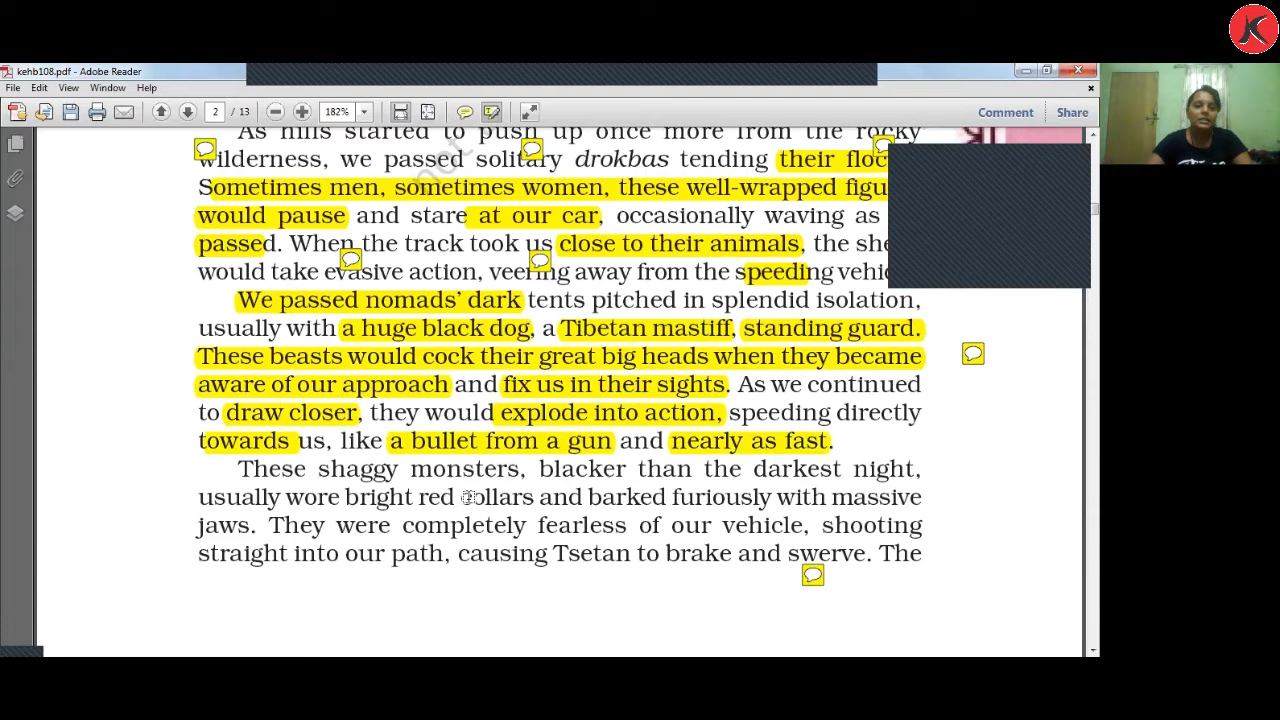 K
kehb108.pdf - Adobe Reader
File Edit View Window Help
2 / 13 182% Comment Share
As hills started to push up once more from the rocky
wilderness, we passed solitary drokbas tending their
Sometimes men, sometimes women, these well-wrapped
would pause and stare at our car, occasionally waving as
passed. When the track took us close to their animals, the
would take evasive action, veering away from the speeding
We passed nomads' dark tents pitched in splendid isolation,
usually with a huge black dog, a Tibetan mastiff, standing guard.
These beasts would cock their great big heads when they became
aware of our approach and fix us in their sights. As we continued
to draw closer, they would explode into action, speeding directly
towards us, like a bullet from a gun and nearly as fast.
These shaggy monsters, blacker than the darkest night,
usually wore bright red collars and barked furiously with massive
jaws. They were completely fearless of our vehicle, shooting
straight into our path, causing Tsetan to brake and swerve. The
not